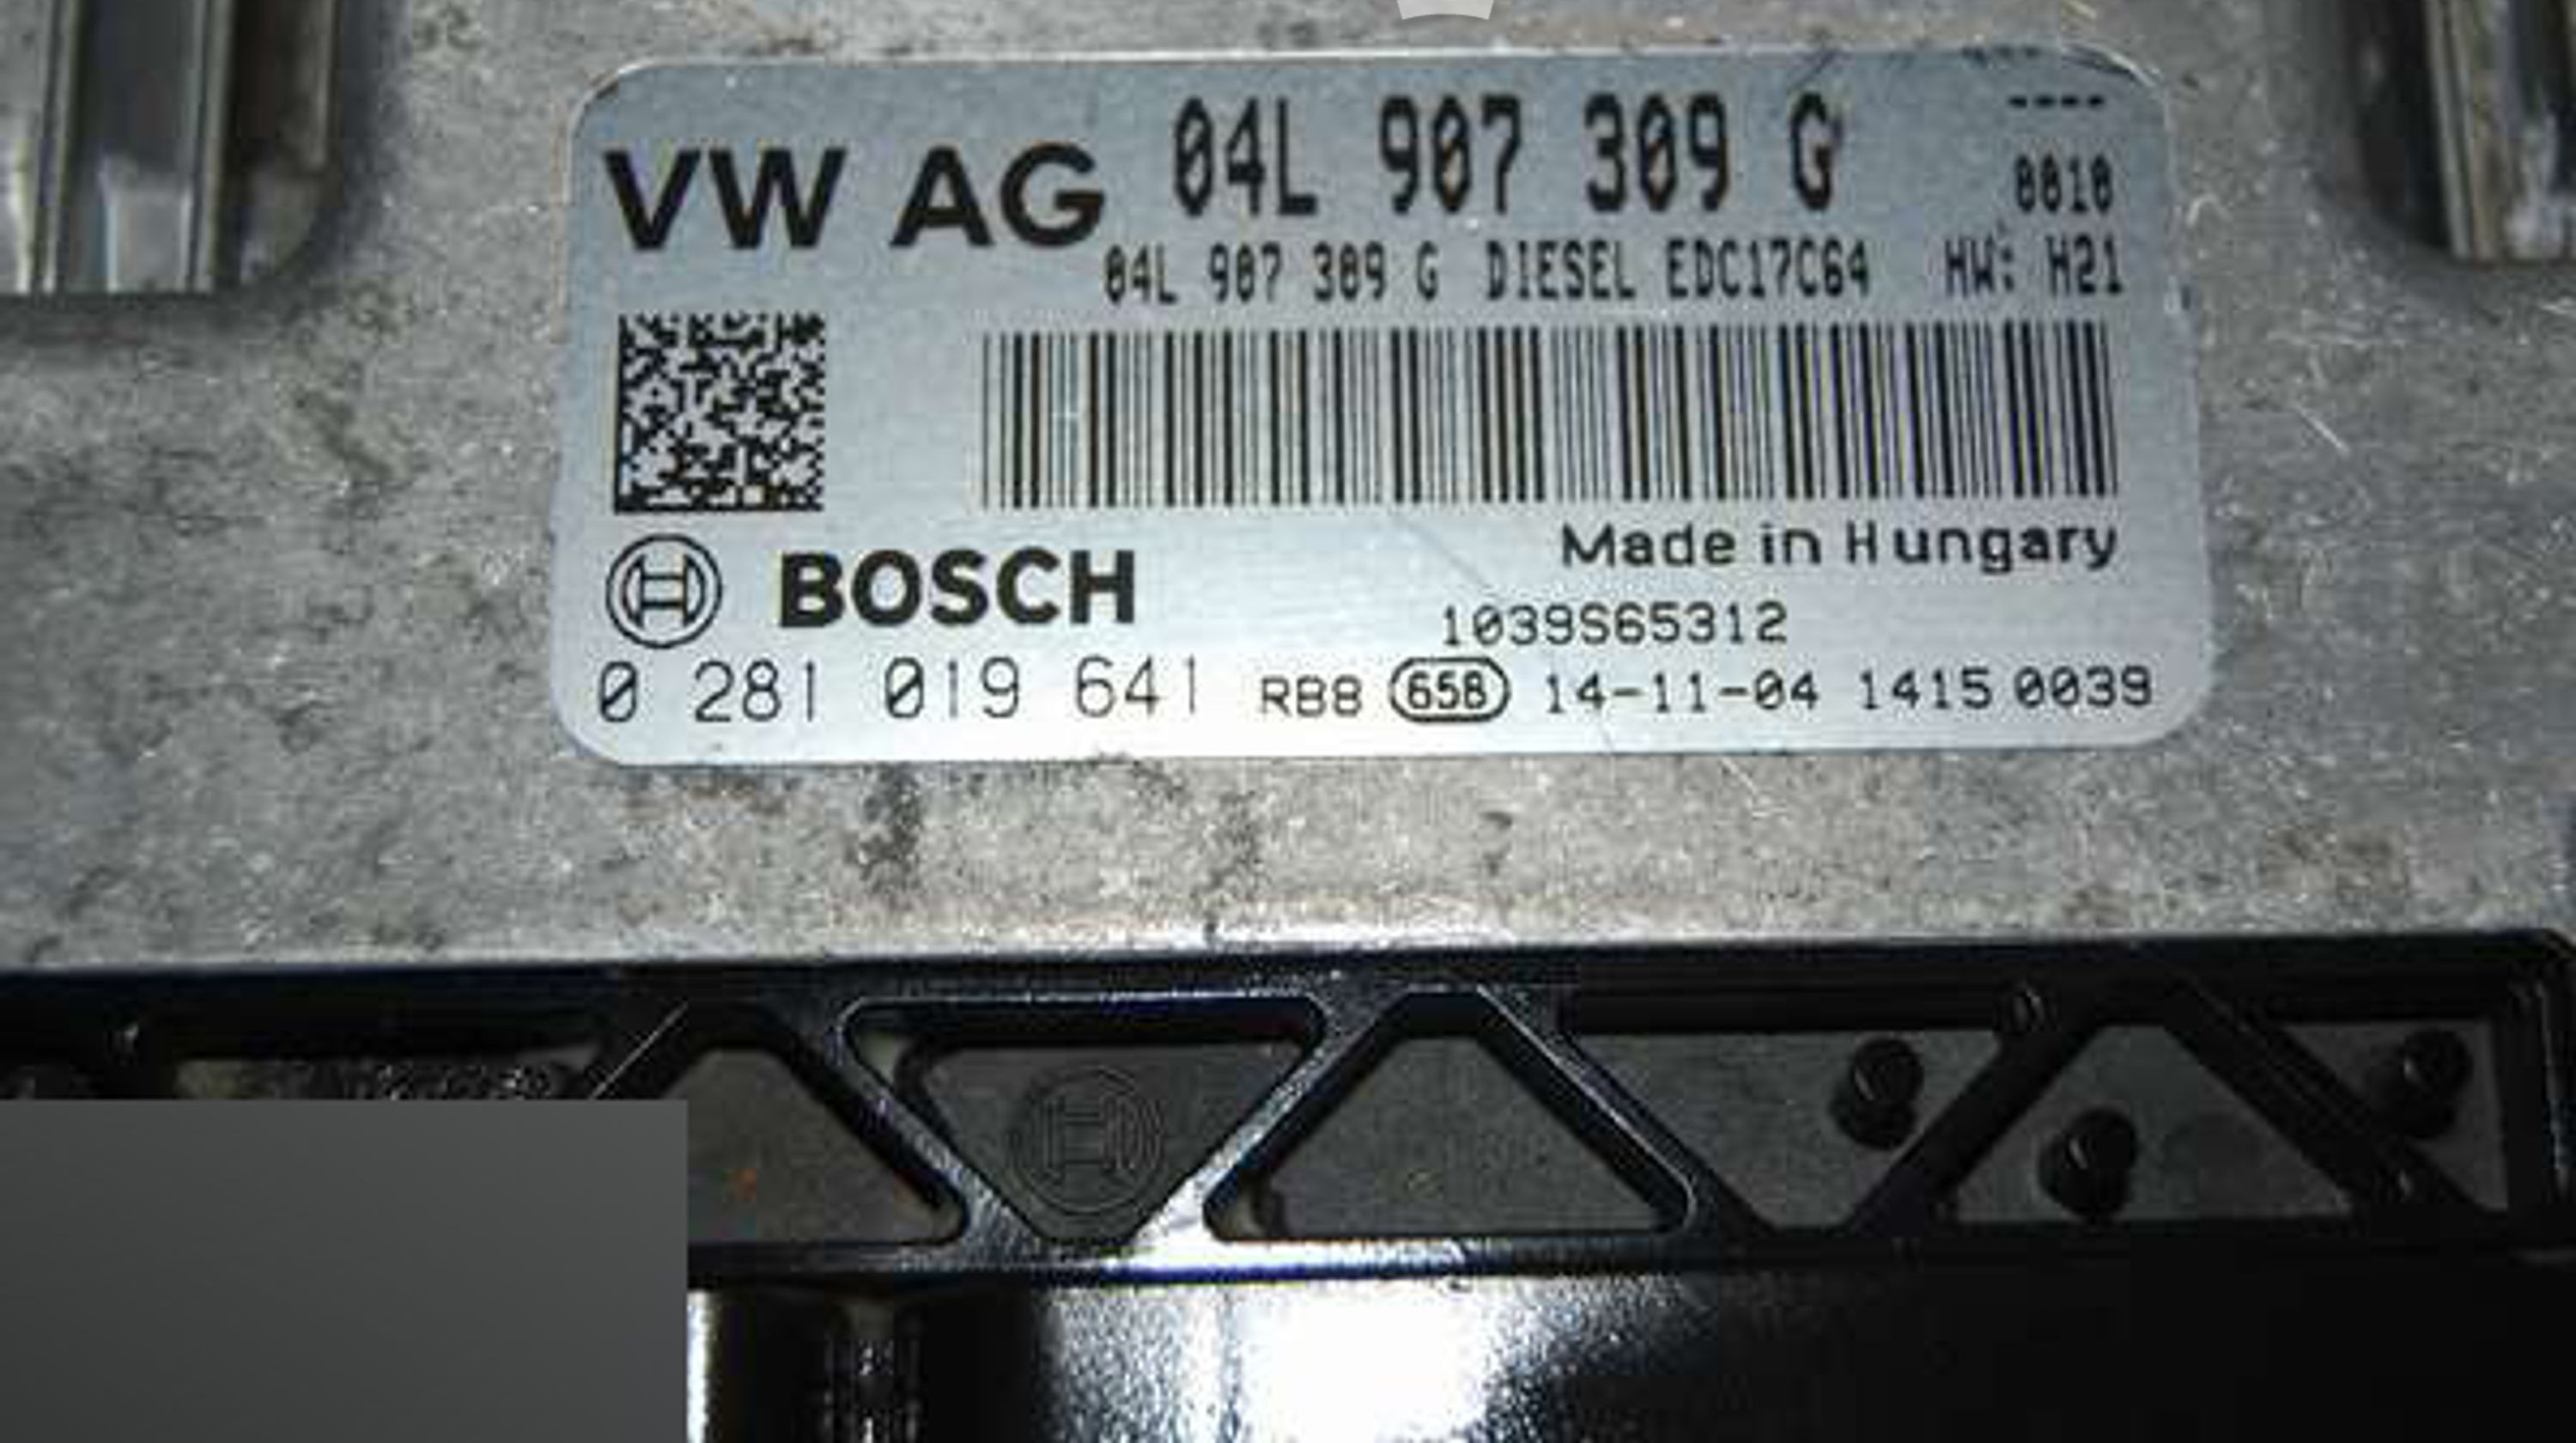 VW AG 04L 907 309 G ----
0010
04L 907 309 G DIESEL EDC17C64 HW: H21
Made in Hungary
BOSCH
1039S65312
0 281 019 641 RB8 658 14-11-04 1415 0039